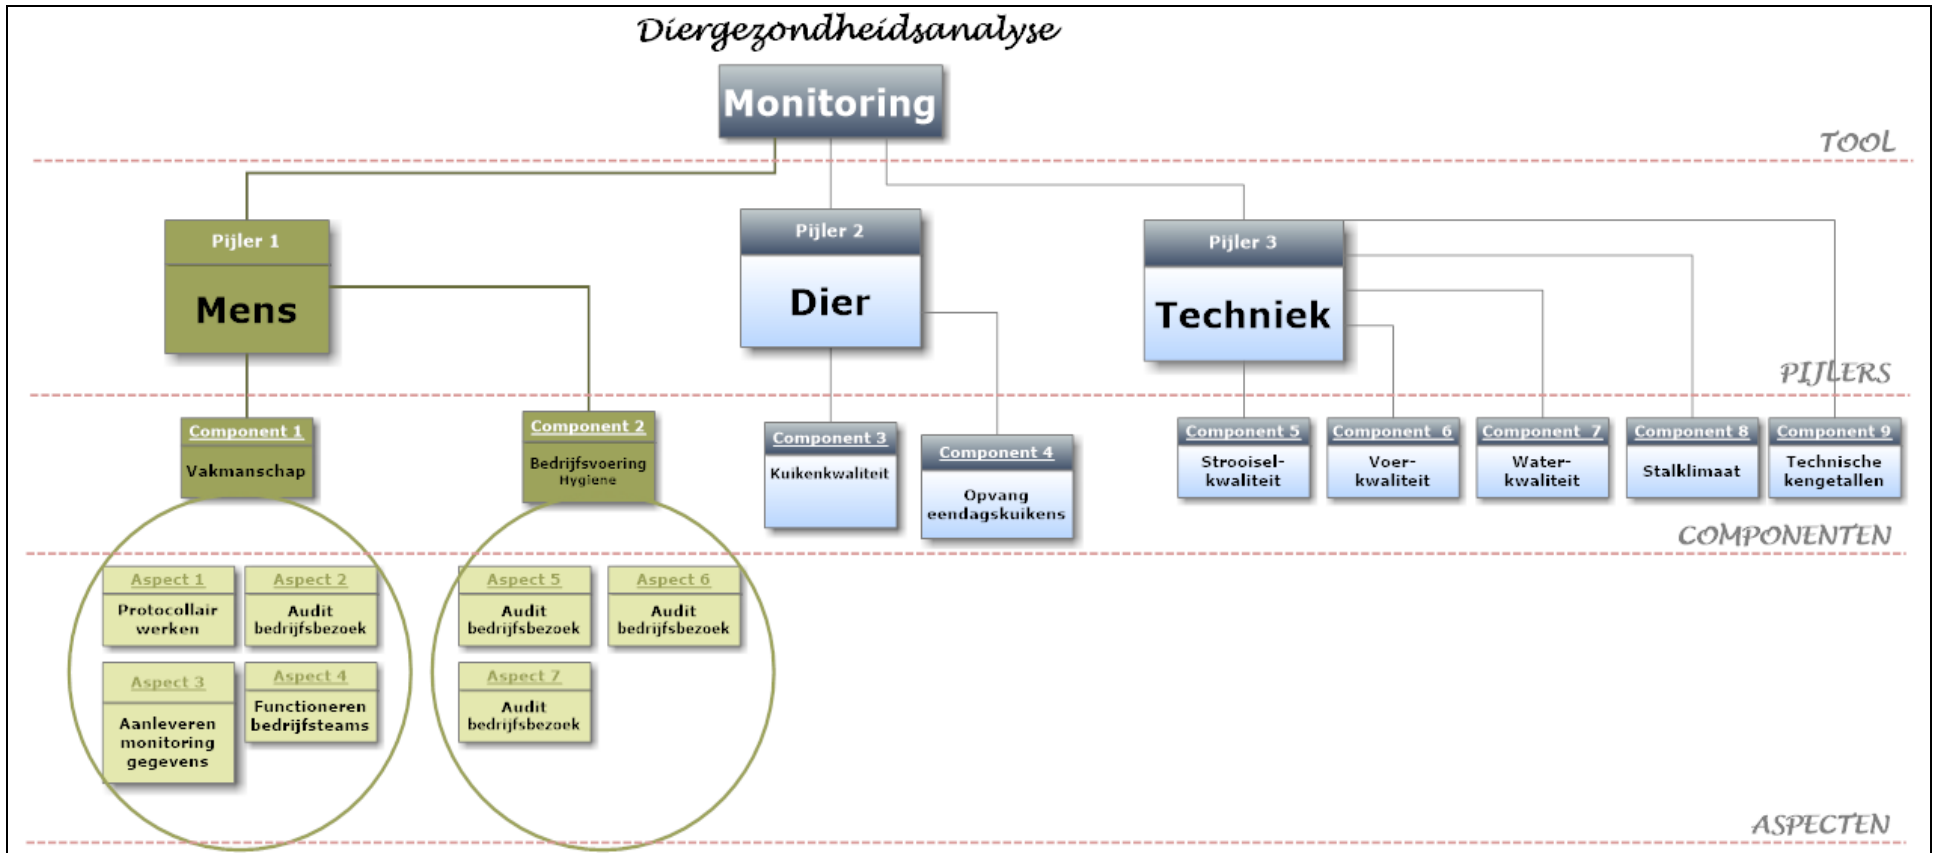 Diergezondheidsanalyse
Monitoring
TOOL
Pijler 1
Mens
Pijler 2
Dier
Pijler 3
Techniek
PIJLERS
Component 1
Vakmanschap
Component 2
Bedrijfsvoering
Hygiene
Component 3
Kuikenkwaliteit
Component 4
Opvang
eendagskuikens
Component 5
Strooisel-
kwaliteit
Component 6
Voer-
kwaliteit
Component 7
Water-
kwaliteit
Component 8
Stalklimaat
Component 9
Technische
kengetallen
COMPONENTEN
Aspect 1
Protocollair
werken
Aspect 2
Audit
bedrijfsbezoek
Aspect 3
Aanleveren
monitoring
gegevens
Aspect 4
Functioneren
bedrijfsteams
Aspect 5
Audit
bedrijfsbezoek
Aspect 6
Audit
bedrijfsbezoek
Aspect 7
Audit
bedrijfsbezoek
ASPECTEN